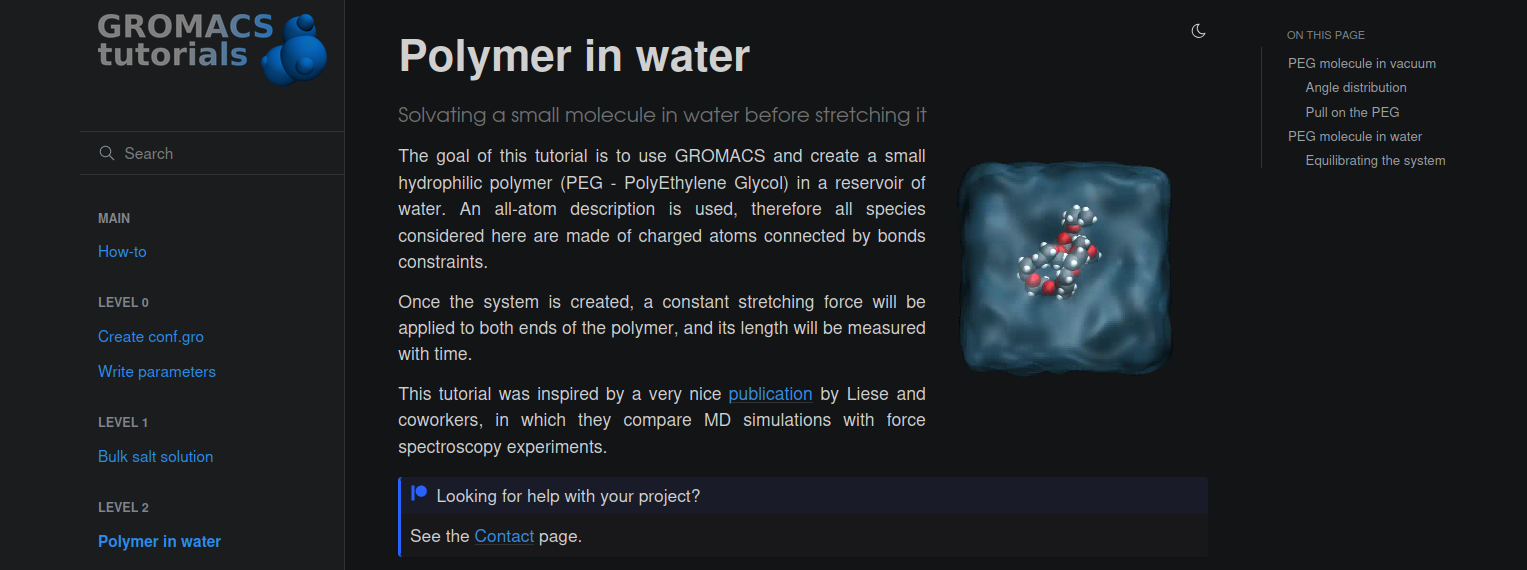 GROMACS
tutorials
Search
MAIN
How-to
LEVEL 0
Create conf.gro
Write parameters
LEVEL 1
Bulk salt solution
LEVEL 2
Polymer in water
Polymer in water
Solvating a small molecule in water before stretching it
The goal of this tutorial is to use GROMACS and create a small
hydrophilic polymer (PEG - PolyEthylene Glycol) in a reservoir of
water. An all-atom description is used, therefore all species
considered here are made of charged atoms connected by bonds
constraints.
Once the system is created, a constant stretching force will be
applied to both ends of the polymer, and its length will be measured
with time.
This tutorial was inspired by a very nice publication by Liese and
coworkers, in which they compare MD simulations with force
spectroscopy experiments.
Looking for help with your project?
See the Contact page.
ON THIS PAGE
PEG molecule in vacuum
Angle distribution
Pull on the PEG
PEG molecule in water
Equilibrating the system